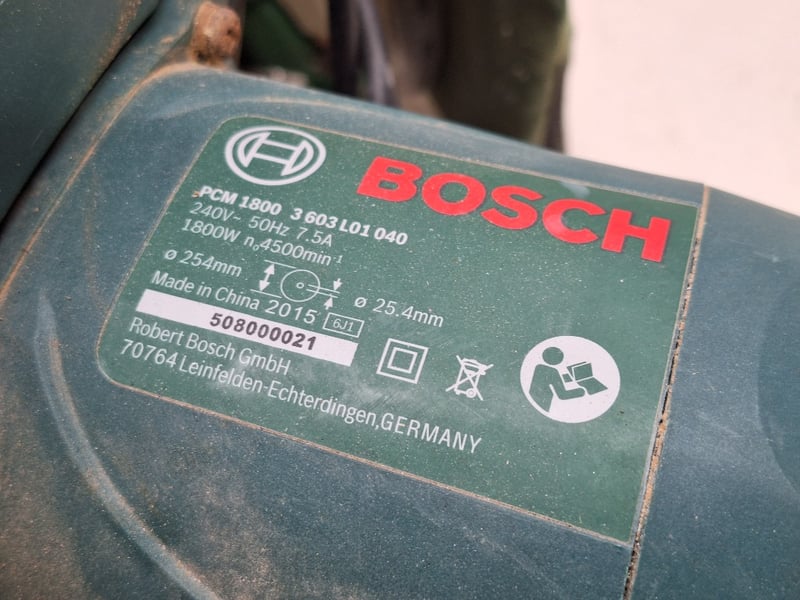 BOSCH
PCM 1800 3 603 L01 040
240V~ 50Hz 7.5A
1800W n₀4500min⁻¹
ø 254mm
ø 25.4mm
Made in China 2015 6J1
508000021
Robert Bosch GmbH
70764 Leinfelden-Echterdingen,GERMANY